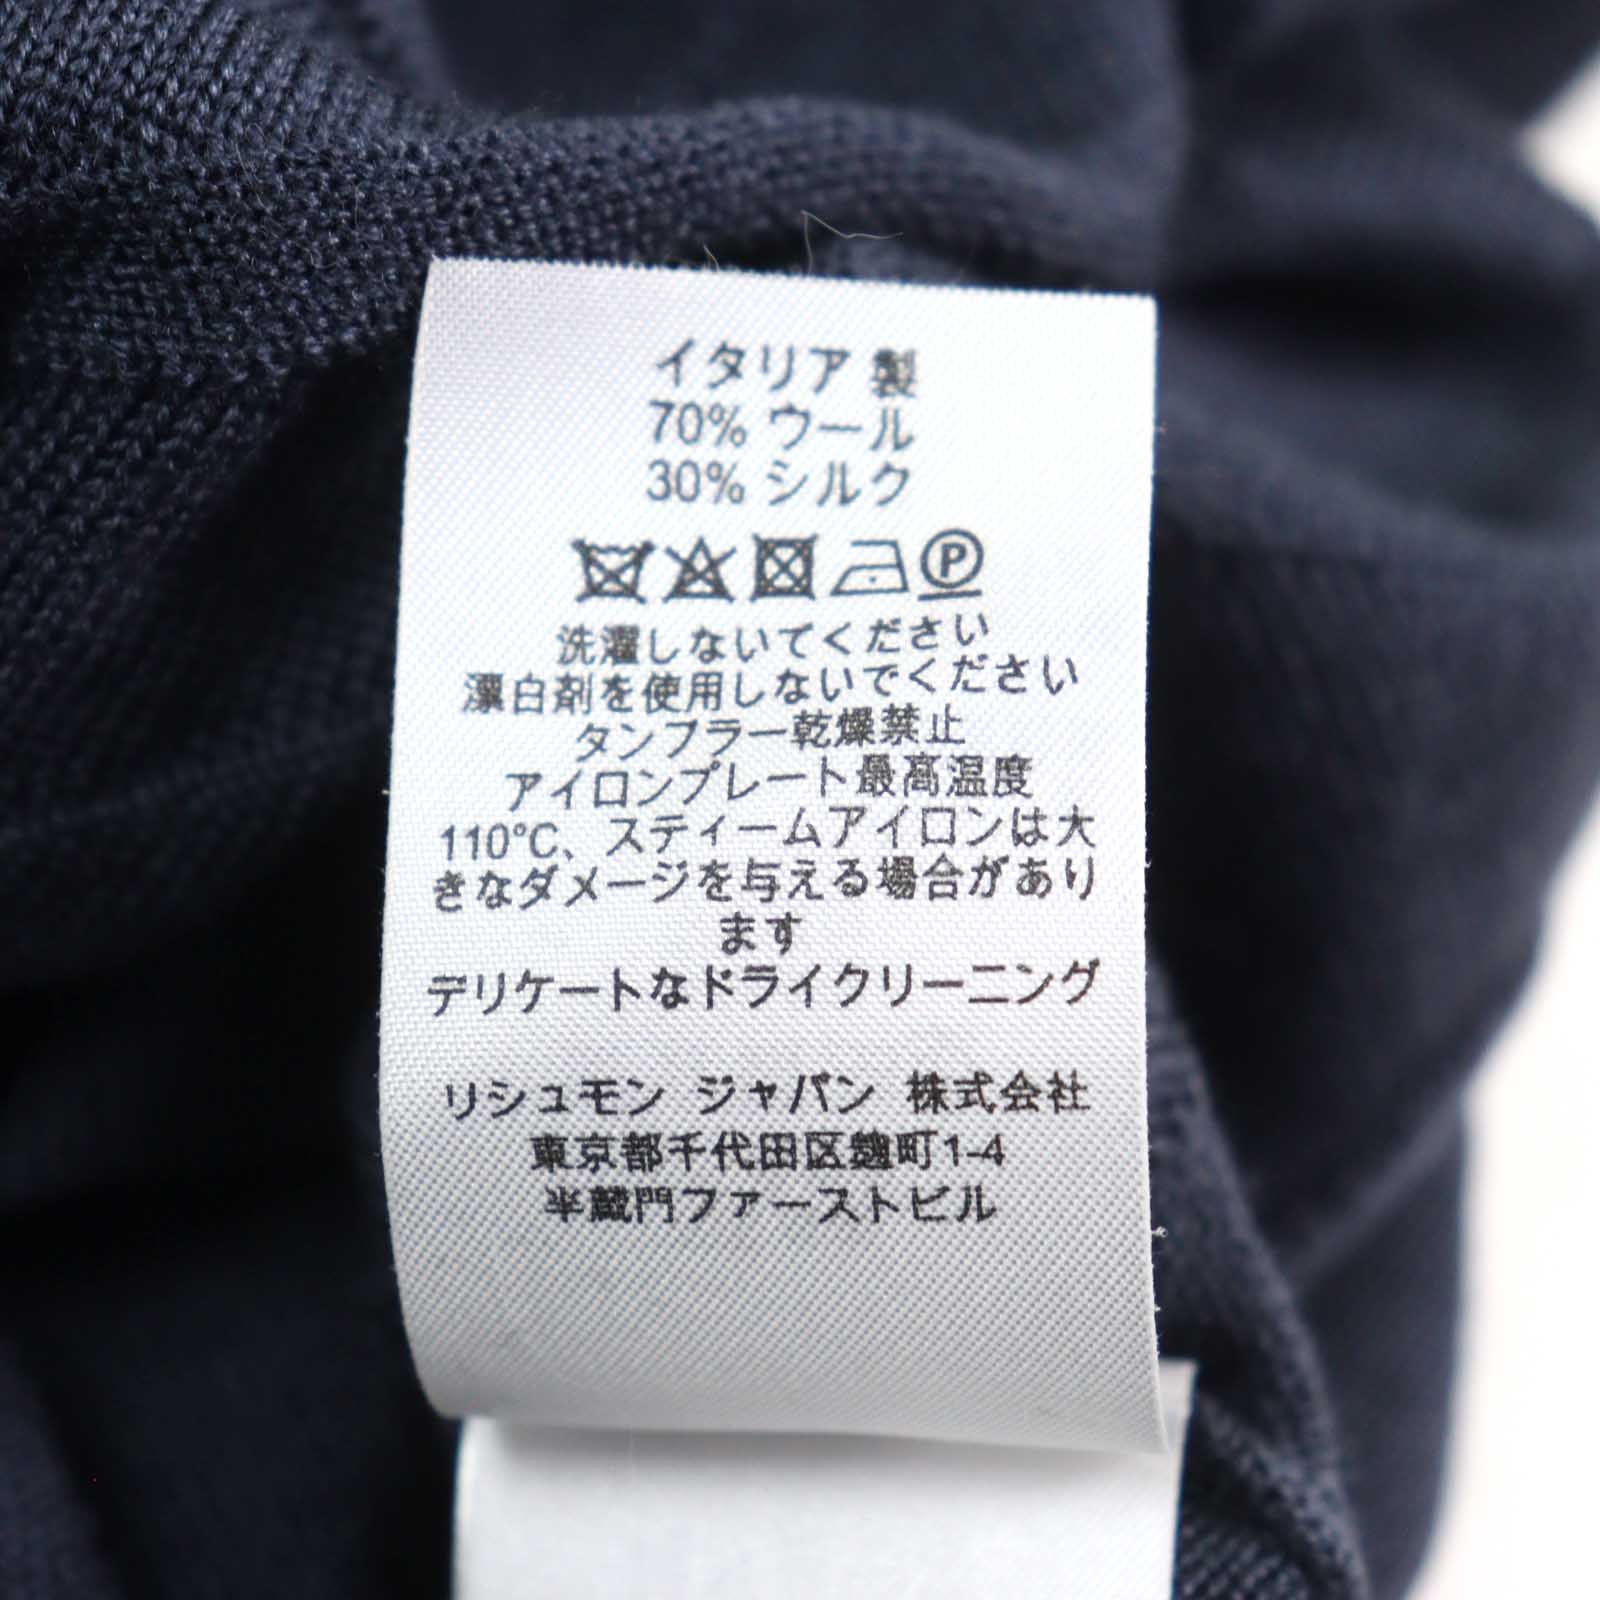 イタリア 製
70% ウール
30% シルク
P
洗濯しないてください
漂白剤を使用しないでください
タンプラー乾燥禁止
アイロンプレート最高温度
110°C、スティームアイロンは大
きなダメージを与える場合があり
ます
デリケートなドライクリーニング
リシュモン ジャパン 株式会社
東京都千代田区麹町1-4
半蔵門ファーストビル